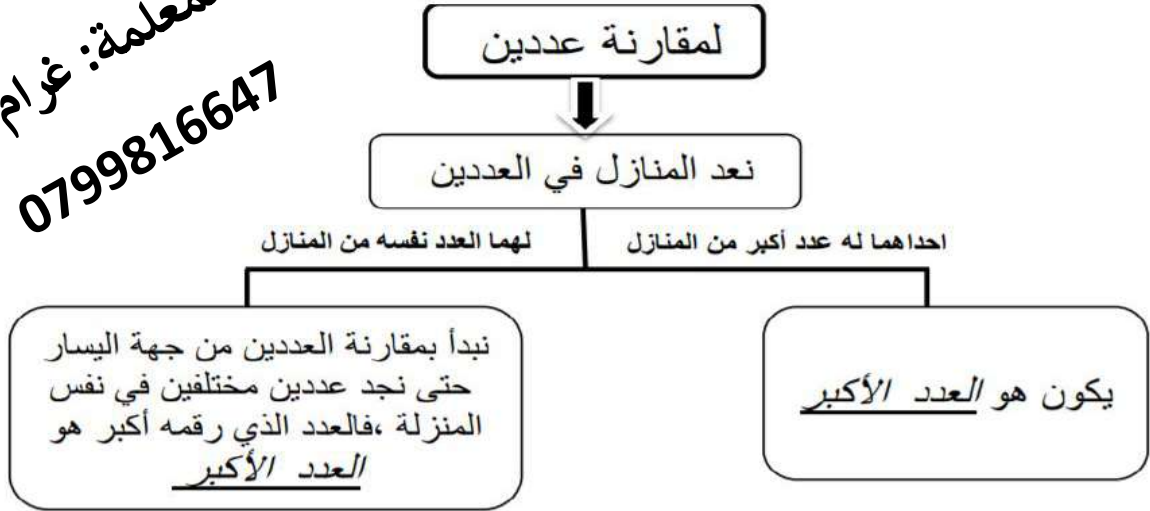 لمعلمة: غرام
0799816647
لمقارنة عددين
نعد المنازل في العددين
احداهما له عدد أكبر من المنازل
لهما العدد نفسه من المنازل
يكون هو العدد الأكبر
نبدأ بمقارنة العددين من جهة اليسار
حتى نجد عددين مختلفين في نفس
المنزلة ،فالعدد الذي رقمه أكبر هو
العدد الأكبر